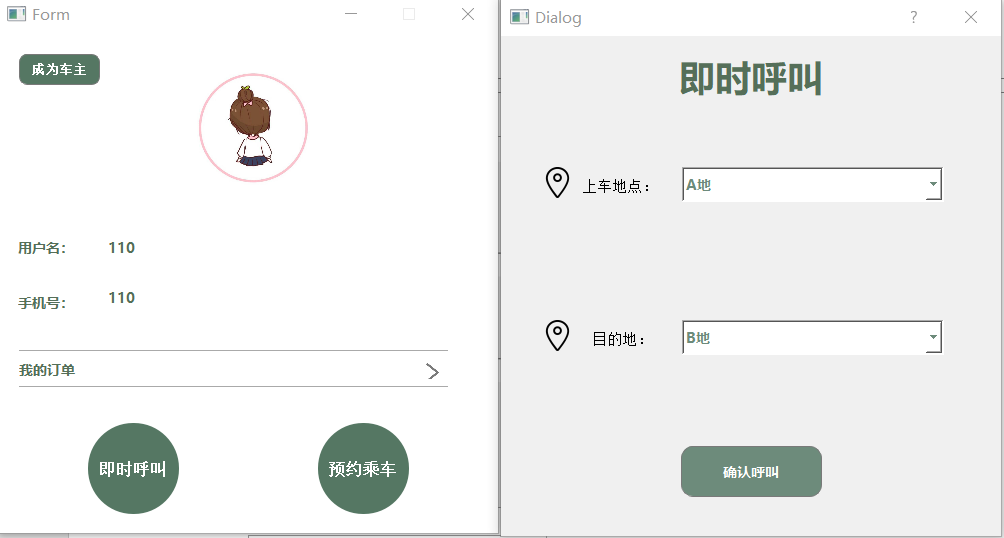 Form
成为车主
用户名：
110
手机号：
110
我的订单
即时呼叫
预约乘车
Dialog
?
即时呼叫
上车地点：
A地
目的地：
B地
确认呼叫